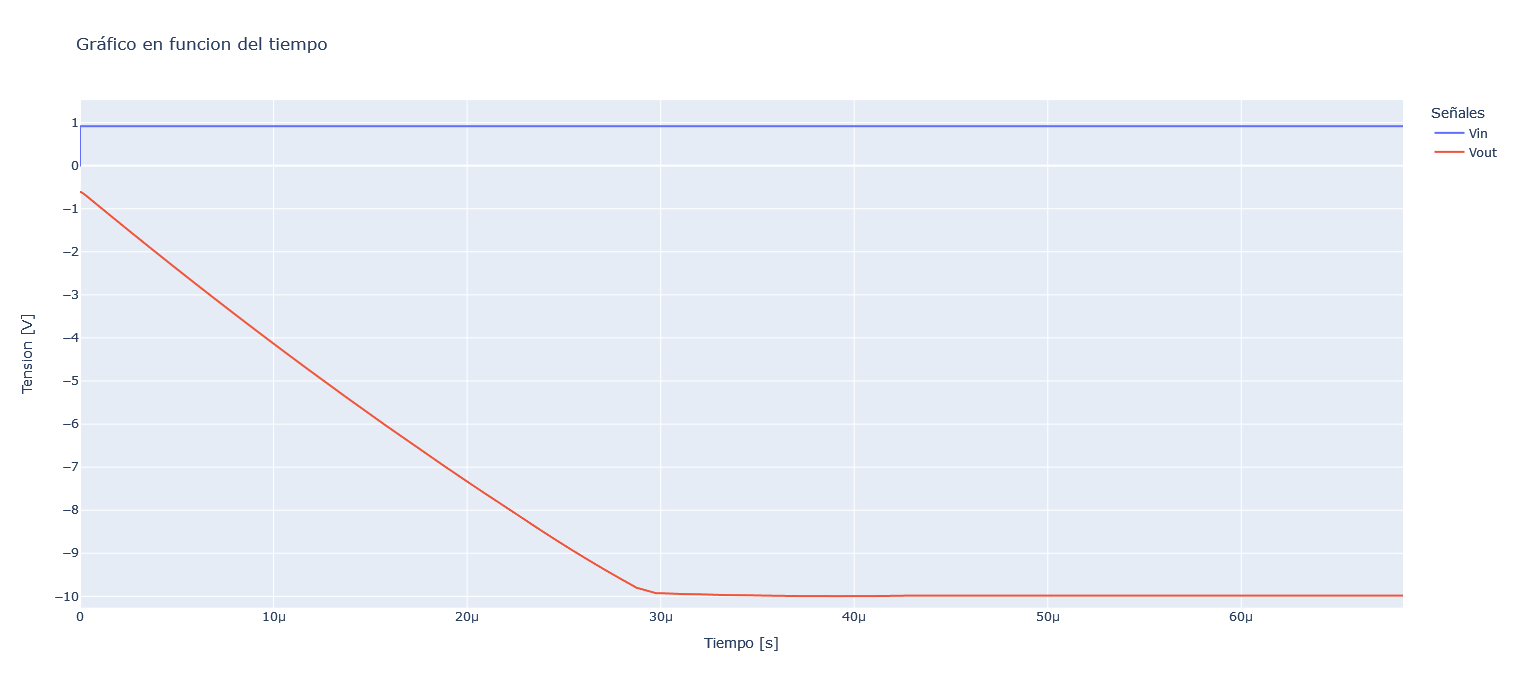 Gráfico en funcion del tiempo
Señales
Vin
Vout
1
0
−1
−2
−3
−4
−5
−6
−7
−8
−9
−10
Tension [V]
0 10μ 20μ 30μ 40μ 50μ 60μ
Tiempo [s]